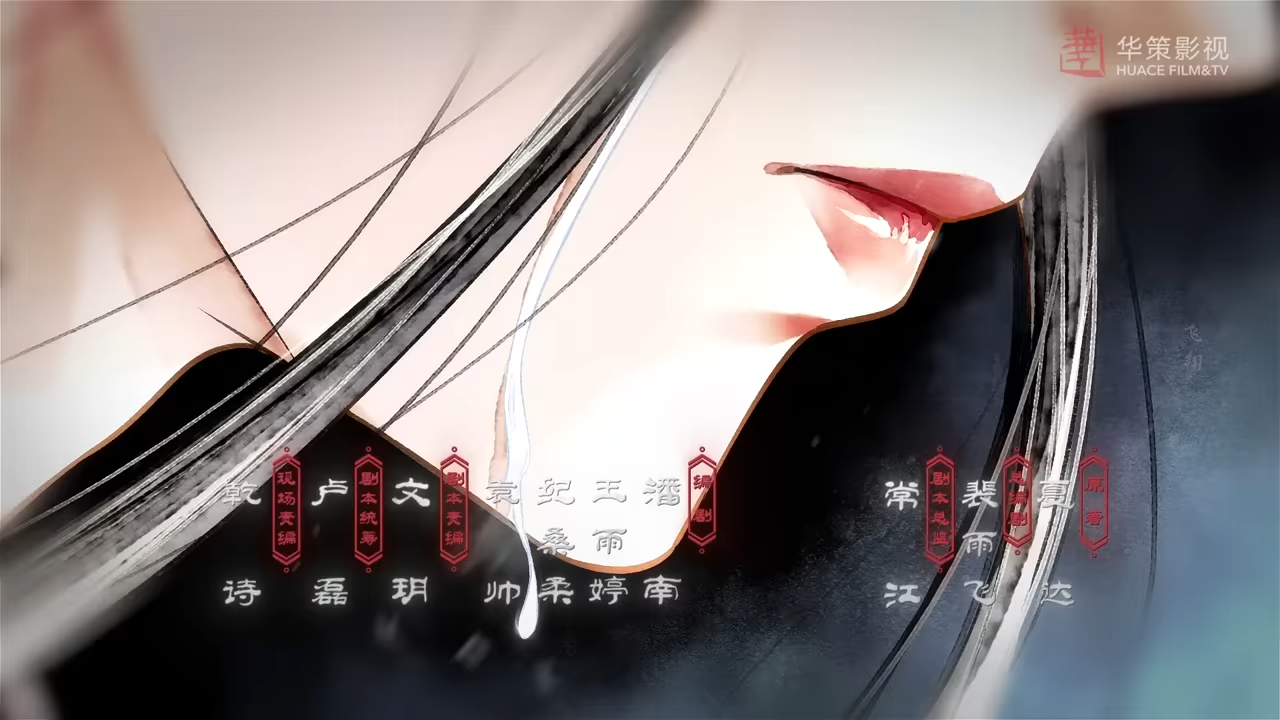 华策影视
HUACE FILM&TV
原著
夏达
总编剧
裴雨飞
剧本总监
常江
编剧
潘南
王雨婷
纪桑柔
袁帅
剧本责编
文玥
剧本统筹
卢磊
现场责编
乾诗